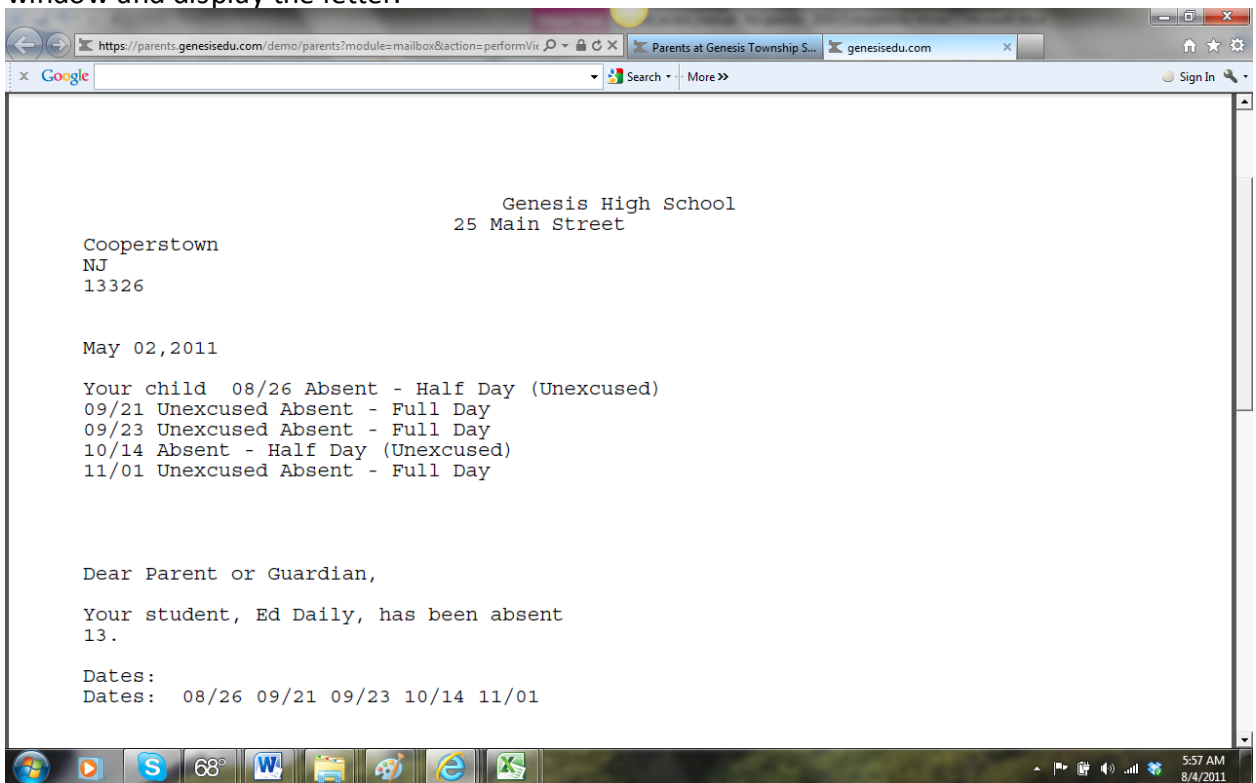 window and display the letter.
https://parents.genesisedu.com/demo/parents?module=mailbox&action=performVie
Parents at Genesis Township S...
genesisedu.com
x Google
Search
More >>
Sign In
Genesis High School
25 Main Street
Cooperstown
NJ
13326
May 02,2011
Your child 08/26 Absent - Half Day (Unexcused)
09/21 Unexcused Absent - Full Day
09/23 Unexcused Absent - Full Day
10/14 Absent - Half Day (Unexcused)
11/01 Unexcused Absent - Full Day
Dear Parent or Guardian,
Your student, Ed Daily, has been absent
13.
Dates:
Dates: 08/26 09/21 09/23 10/14 11/01
68°
5:57 AM
8/4/2011